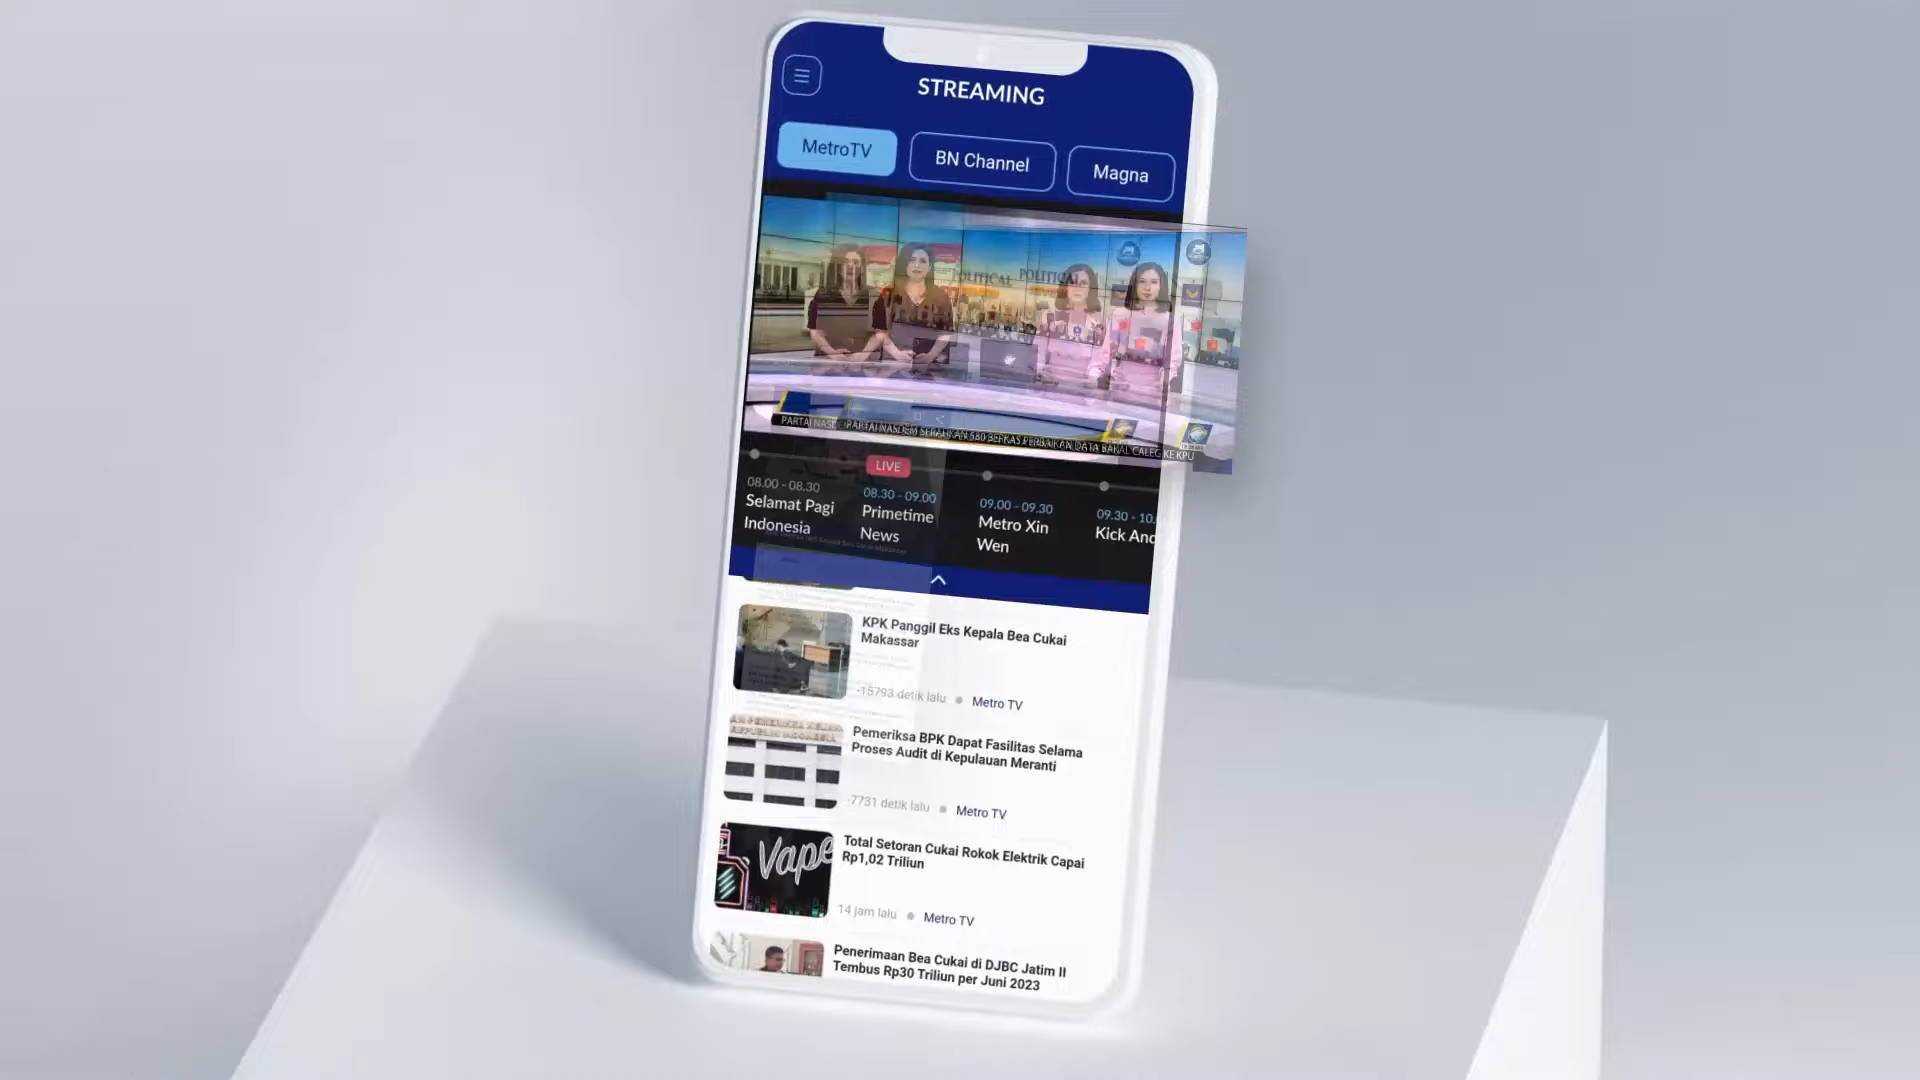 STREAMING
MetroTV
BN Channel
Magna
POLITICAL
POLITICAL
PARTAI NASDEM SERAHKAN 580 BERKAS PERBAIKAN DATA BAKAL CALEG KE KPU
LIVE
08.00 - 08.30
Selamat Pagi
Indonesia
08.30 - 09.00
Primetime
News
09.00 - 09.30
Metro Xin
Wen
09.30 - 10.
Kick And
KPK Panggil Eks Kepala Bea Cukai
Makassar
-15793 detik lalu
Metro TV
Pemeriksa BPK Dapat Fasilitas Selama
Proses Audit di Kepulauan Meranti
-7731 detik lalu
Metro TV
Vape
Total Setoran Cukai Rokok Elektrik Capai
Rp1,02 Triliun
14 jam lalu
Metro TV
Penerimaan Bea Cukai di DJBC Jatim II
Tembus Rp30 Triliun per Juni 2023